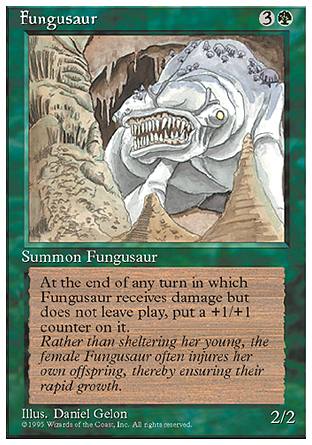 Fungusaur 3
Summon Fungusaur
At the end of any turn in which
Fungusaur receives damage but
does not leave play, put a +1/+1
counter on it.
Rather than sheltering her young, the
female Fungusaur often injures her
own offspring, thereby ensuring their
rapid growth.
Illus. Daniel Gelon
©1995 Wizards of the Coast, Inc. All rights reserved.
2/2